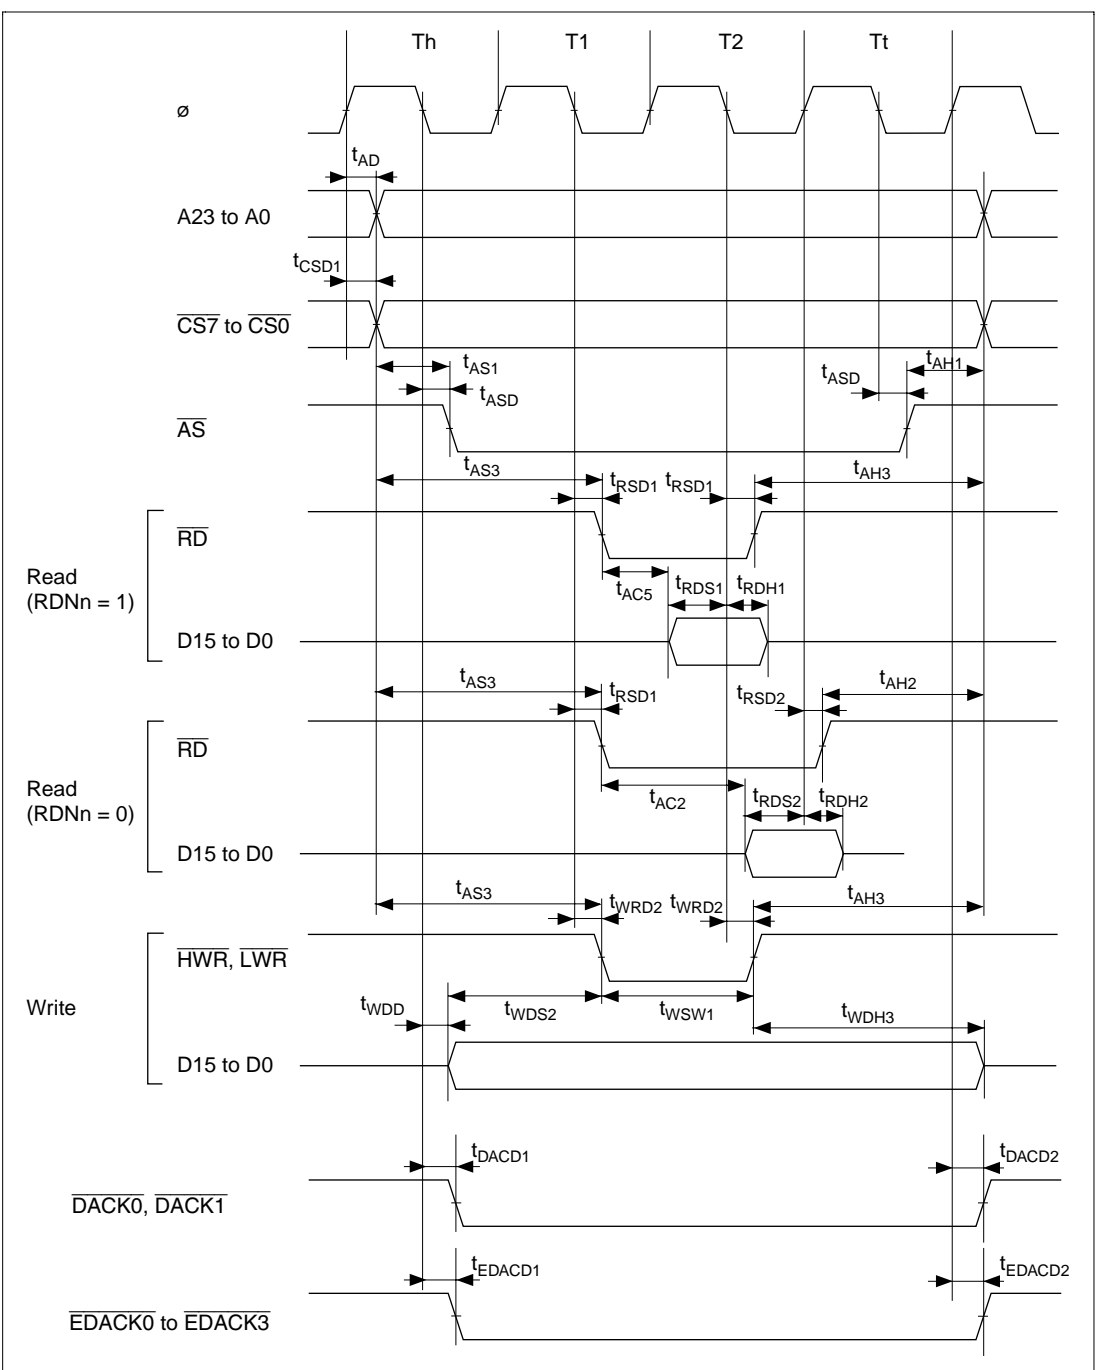 Th T1 T2 Tt
ø
tAD
A23 to A0
tCSD1
CS7 to CS0
tAS1 tASD tASD tAH1
AS
tAS3 tRSD1 tRSD1 tAH3
RD
Read
(RDNn = 1)
tAC5 tRDS1 tRDH1
D15 to D0
tAS3 tRSD1 tRSD2 tAH2
RD
Read
(RDNn = 0)
tAC2 tRDS2 tRDH2
D15 to D0
tAS3 tWRD2 tWRD2 tAH3
HWR, LWR
Write
tWDD tWDS2 tWSW1 tWDH3
D15 to D0
tDACD1 tDACD2
DACK0, DACK1
tEDACD1 tEDACD2
EDACK0 to EDACK3